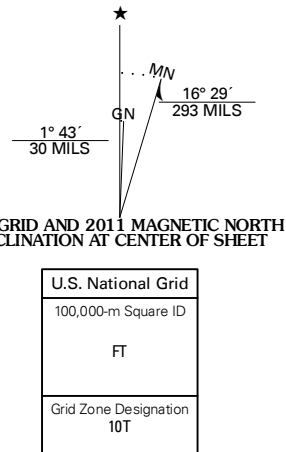 MN
GN
16° 29´
293 MILS
1° 43´
30 MILS
GRID AND 2011 MAGNETIC NORTH
CLINATION AT CENTER OF SHEET
U.S. National Grid
100,000-m Square ID
FT
Grid Zone Designation
10T